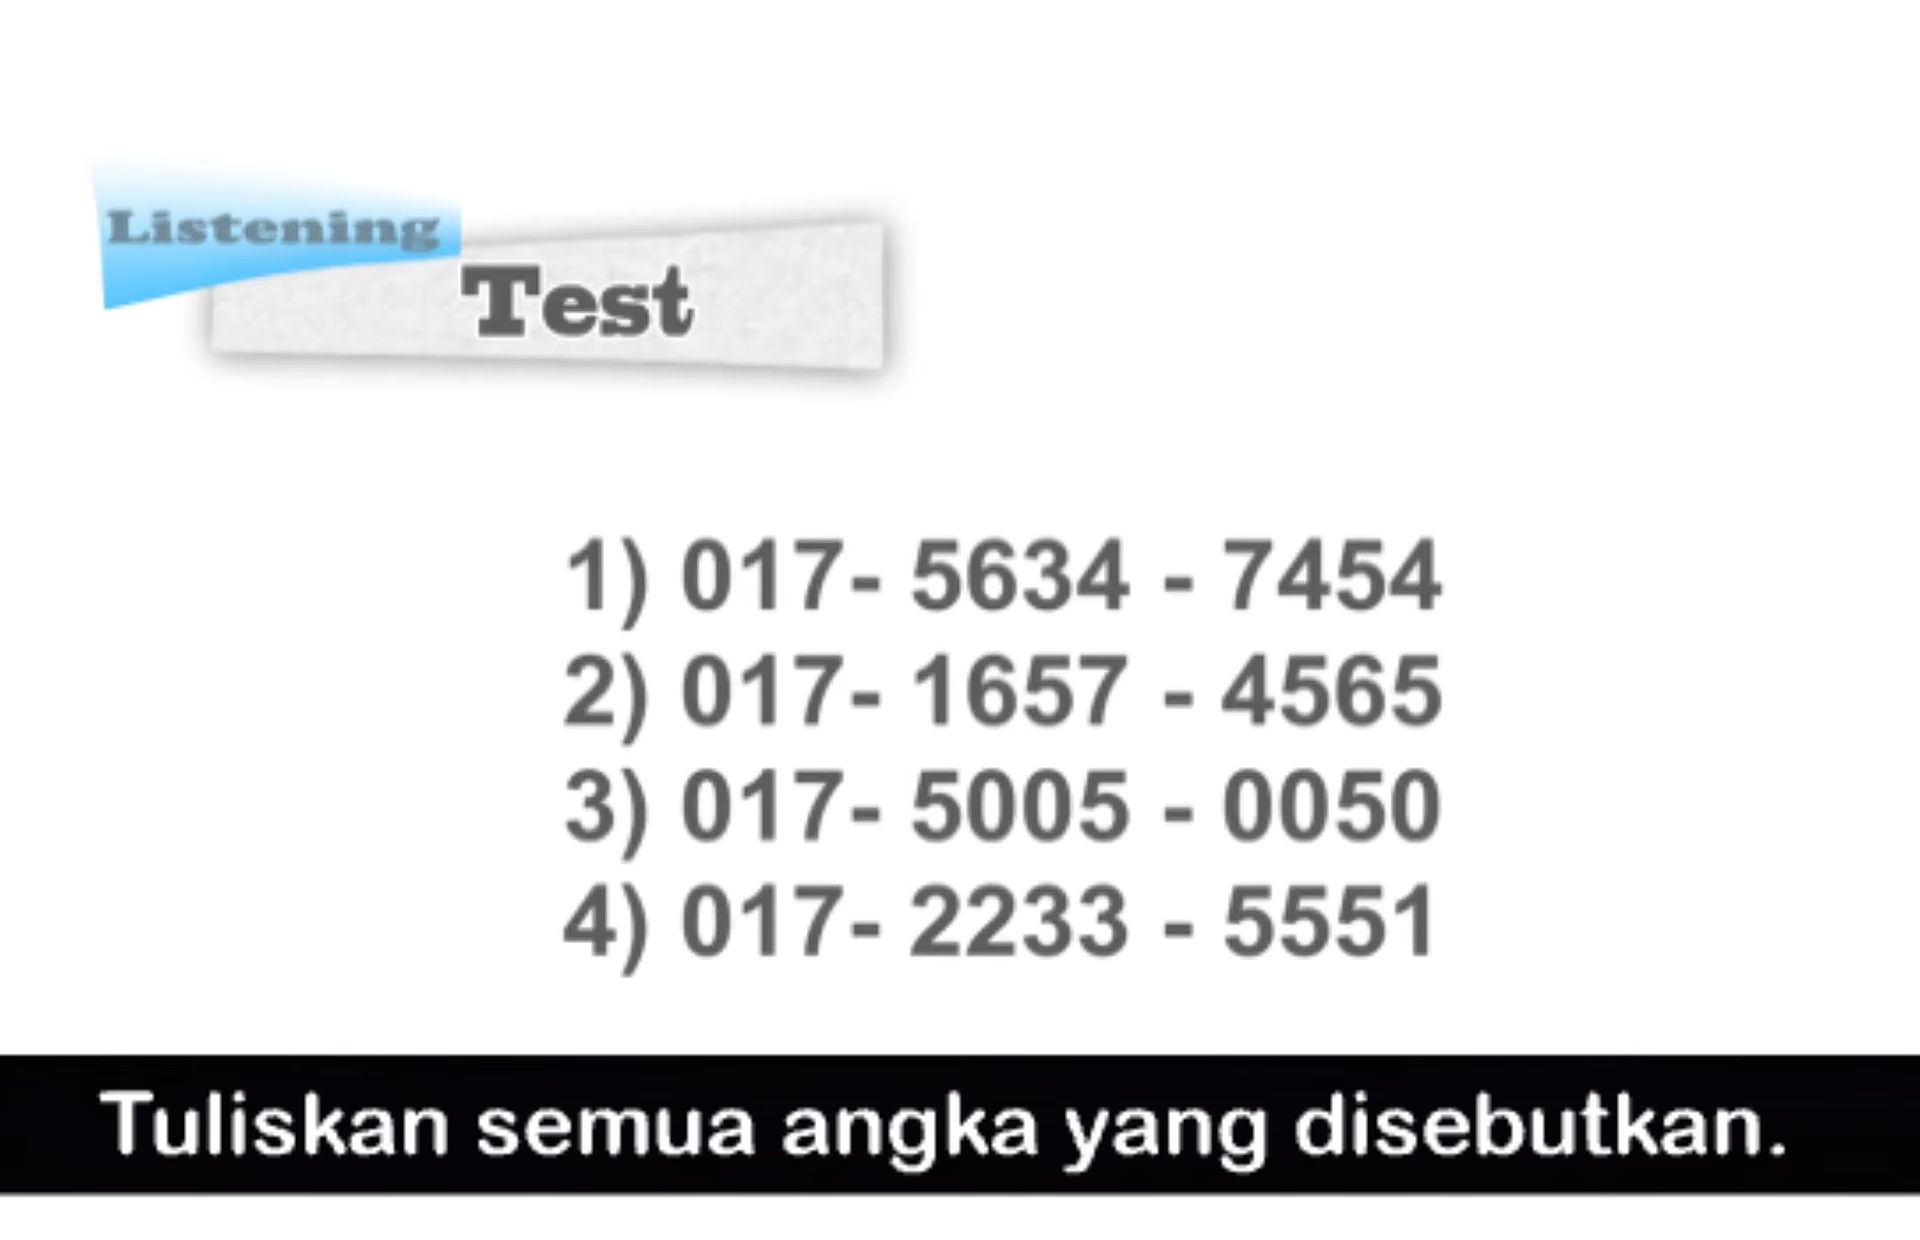 Listening
Test
1) 017- 5634 - 7454
2) 017- 1657 - 4565
3) 017- 5005 - 0050
4) 017- 2233 - 5551
Tuliskan semua angka yang disebutkan.